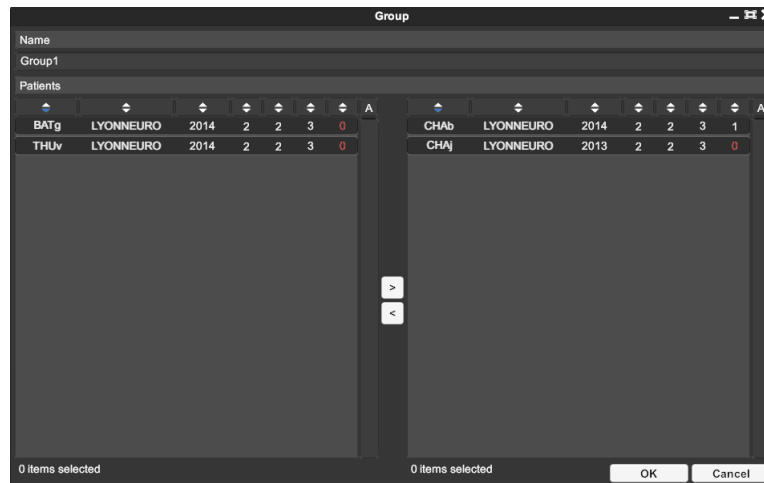 Group
Name
Group1
Patients
A A
BATg LYONNEURO 2014 2 2 3 0 CHAb LYONNEURO 2014 2 2 3 1
THUv LYONNEURO 2014 2 2 3 0 CHAj LYONNEURO 2013 2 2 3 0
>
<
0 items selected 0 items selected OK Cancel